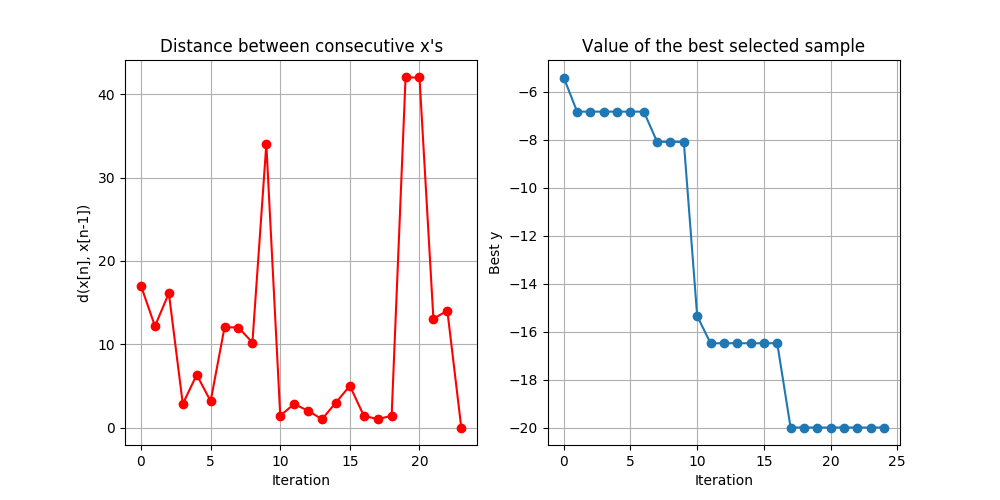 Distance between consecutive x's
d(x[n], x[n-1])
40
30
20
10
0
0 5 10 15 20
Iteration
Value of the best selected sample
Best y
−6
−8
−10
−12
−14
−16
−18
−20
0 5 10 15 20 25
Iteration